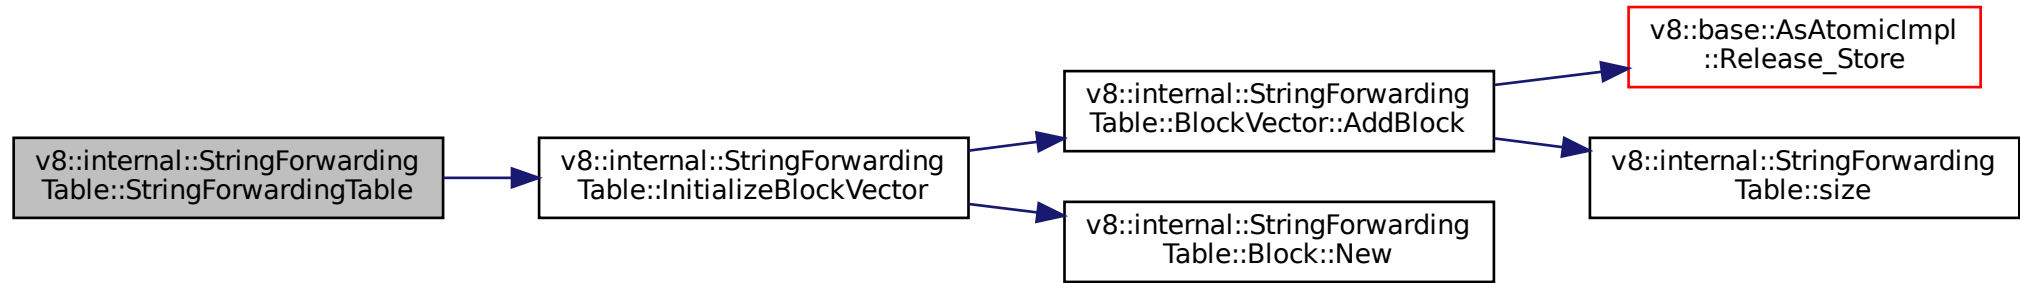 v8::internal::StringForwarding
Table::StringForwardingTable
v8::internal::StringForwarding
Table::InitializeBlockVector
v8::internal::StringForwarding
Table::BlockVector::AddBlock
v8::internal::StringForwarding
Table::Block::New
v8::base::AsAtomicImpl
::Release_Store
v8::internal::StringForwarding
Table::size